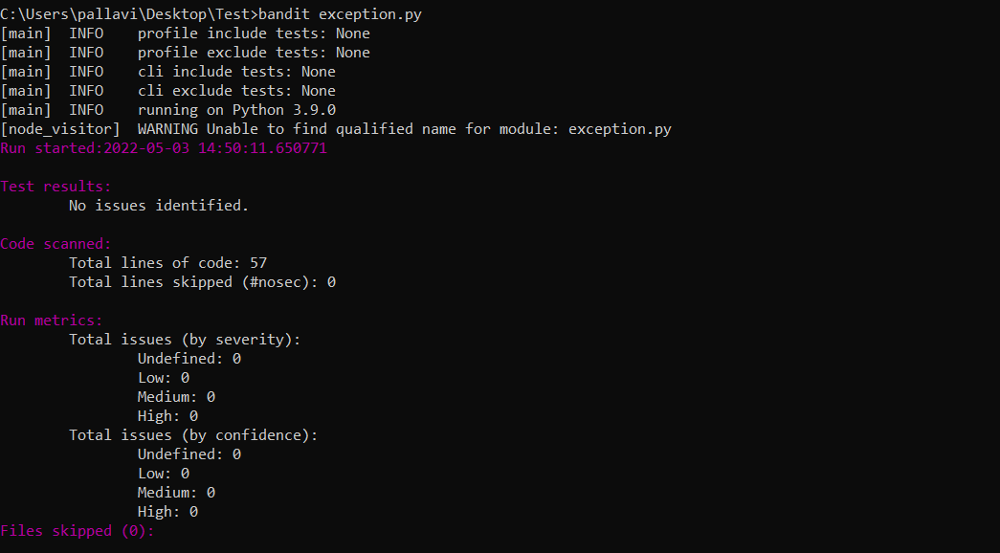 C:\Users\pallavi\Desktop\Test>bandit exception.py
[main]  INFO    profile include tests: None
[main]  INFO    profile exclude tests: None
[main]  INFO    cli include tests: None
[main]  INFO    cli exclude tests: None
[main]  INFO    running on Python 3.9.0
[node_visitor]  WARNING Unable to find qualified name for module: exception.py
Run started:2022-05-03 14:50:11.650771
Test results:
        No issues identified.
Code scanned:
        Total lines of code: 57
        Total lines skipped (#nosec): 0
Run metrics:
        Total issues (by severity):
                Undefined: 0
                Low: 0
                Medium: 0
                High: 0
        Total issues (by confidence):
                Undefined: 0
                Low: 0
                Medium: 0
                High: 0
Files skipped (0):